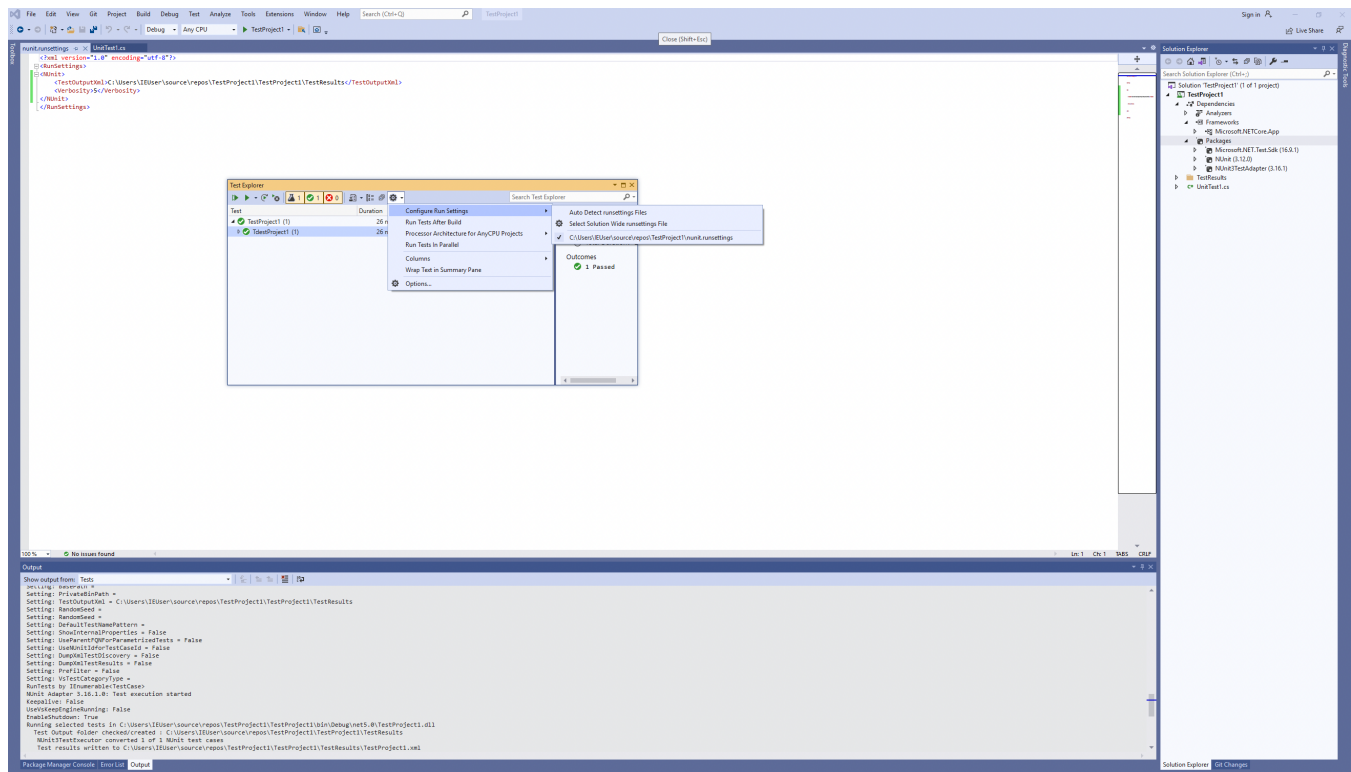 File Edit View Git Project Build Debug Test Analyze Tools Extensions Window Help Search (Ctrl+Q) TestProject1 Sign in
Debug Any CPU TestProject1 Live Share
Close (Shift+Esc)
nunit.runsettings UnitTest1.cs
Toolbox
<?xml version="1.0" encoding="utf-8"?>
<RunSettings>
<NUnit>
<TestOutputXml>C:\Users\IEUser\source\repos\TestProject1\TestProject1\TestResults</TestOutputXml>
<Verbosity>5</Verbosity>
</NUnit>
</RunSettings>
Test Explorer
1 1 0 Search Test Explorer
Test Duration
TestProject1 (1) 26
TdestProject1 (1) 26
Configure Run Settings
Run Tests After Build
Processor Architecture for AnyCPU Projects
Run Tests In Parallel
Columns
Wrap Text in Summary Pane
Options...
Auto Detect runsettings Files
Select Solution Wide runsettings File
C:\Users\IEUser\source\repos\TestProject1\nunit.runsettings
Outcomes
1 Passed
100 % No issues found Ln: 1 Ch: 1 TABS CRLF
Output
Show output from: Tests
Setting: BasePath =
Setting: PrivateBinPath =
Setting: TestOutputXml = C:\Users\IEUser\source\repos\TestProject1\TestProject1\TestResults
Setting: RandomSeed =
Setting: RandomSeed =
Setting: DefaultTestNamePattern =
Setting: ShowInternalProperties = False
Setting: UseParentFQNForParametrizedTests = False
Setting: UseNUnitIdforTestCaseId = False
Setting: DumpXmlTestDiscovery = False
Setting: DumpXmlTestResults = False
Setting: PreFilter = False
Setting: VsTestCategoryType =
RunTests by IEnumerable<TestCase>
NUnit Adapter 3.16.1.0: Test execution started
Keepalive: False
UseVsKeepEngineRunning: False
EnableShutdown: True
Running selected tests in C:\Users\IEUser\source\repos\TestProject1\TestProject1\bin\Debug\net5.0\TestProject1.dll
Test Output folder checked/created : C:\Users\IEUser\source\repos\TestProject1\TestProject1\TestResults
NUnit3TestExecutor converted 1 of 1 NUnit test cases
Test results written to C:\Users\IEUser\source\repos\TestProject1\TestProject1\TestResults\TestProject1.xml
Package Manager Console Error List Output
Solution Explorer
Search Solution Explorer (Ctrl+;)
Solution 'TestProject1' (1 of 1 project)
TestProject1
Dependencies
Analyzers
Frameworks
Microsoft.NETCore.App
Packages
Microsoft.NET.Test.Sdk (16.9.1)
NUnit (3.12.0)
NUnit3TestAdapter (3.16.1)
TestResults
UnitTest1.cs
Solution Explorer Git Changes
Diagnostic Tools